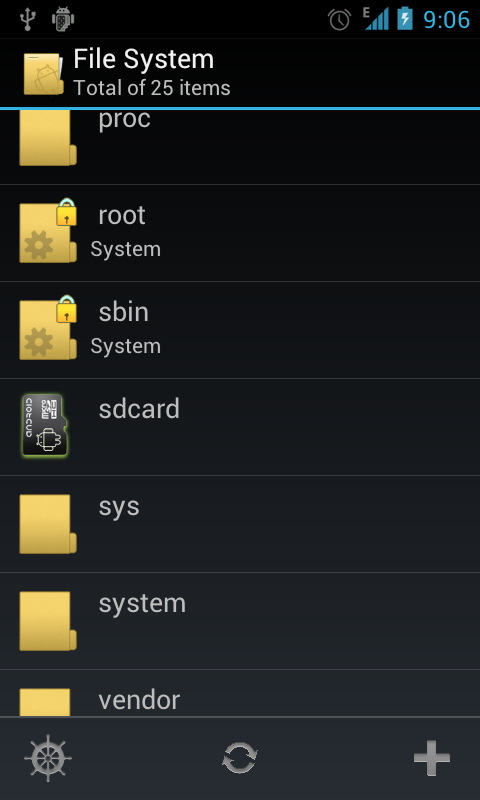 E
9:06
File System
Total of 25 items
proc
root
System
sbin
System
sdcard
sys
system
vendor